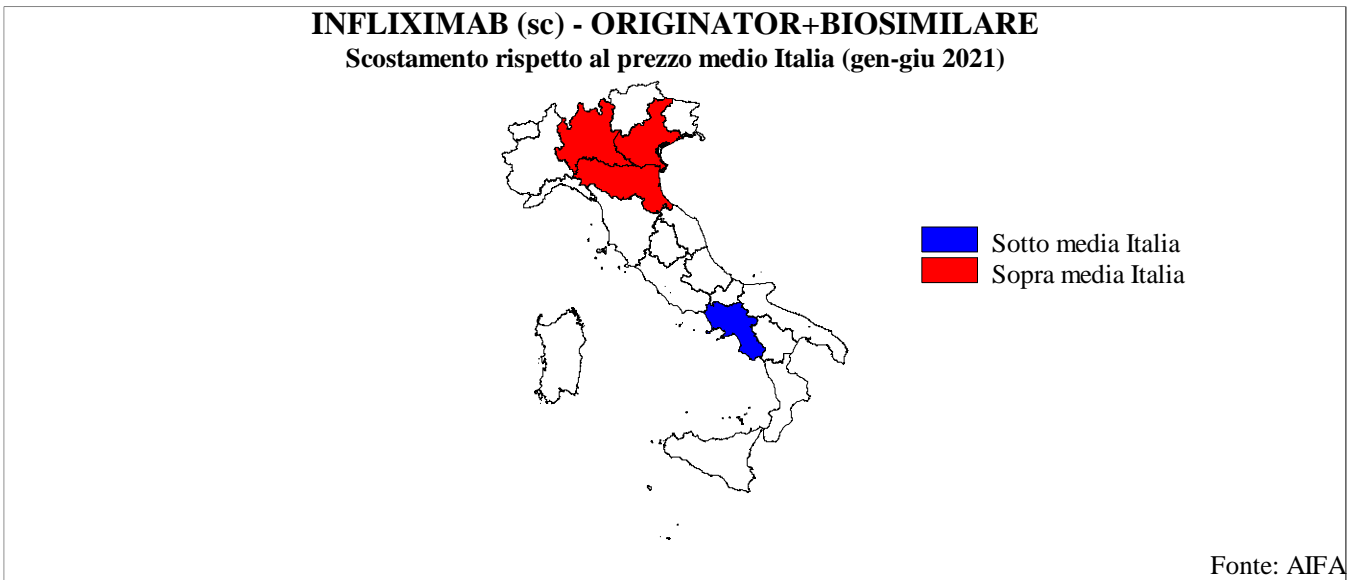 INFLIXIMAB (sc) - ORIGINATOR+BIOSIMILARE
Scostamento rispetto al prezzo medio Italia (gen-giu 2021)
Sotto media Italia
Sopra media Italia
Fonte: AIFA